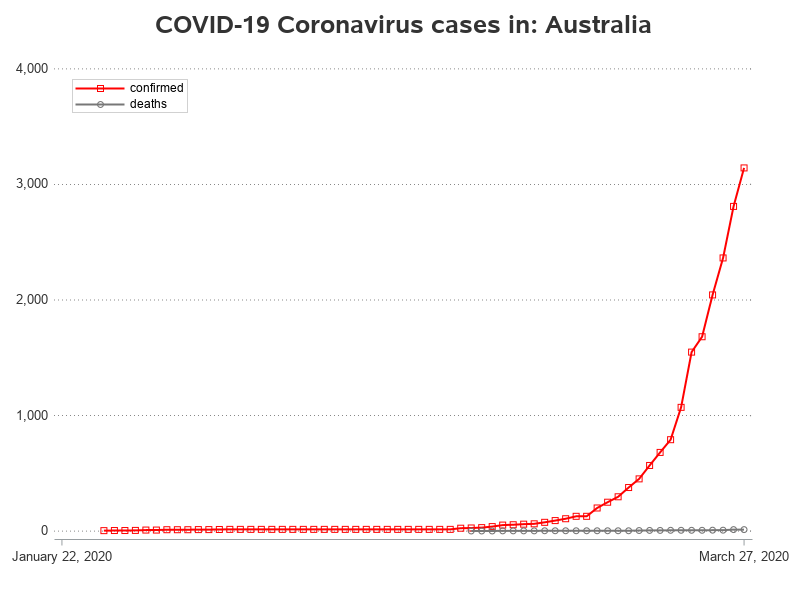 COVID-19 Coronavirus cases in: Australia
4,000
confirmed
deaths
3,000
2,000
1,000
0
January 22, 2020
March 27, 2020